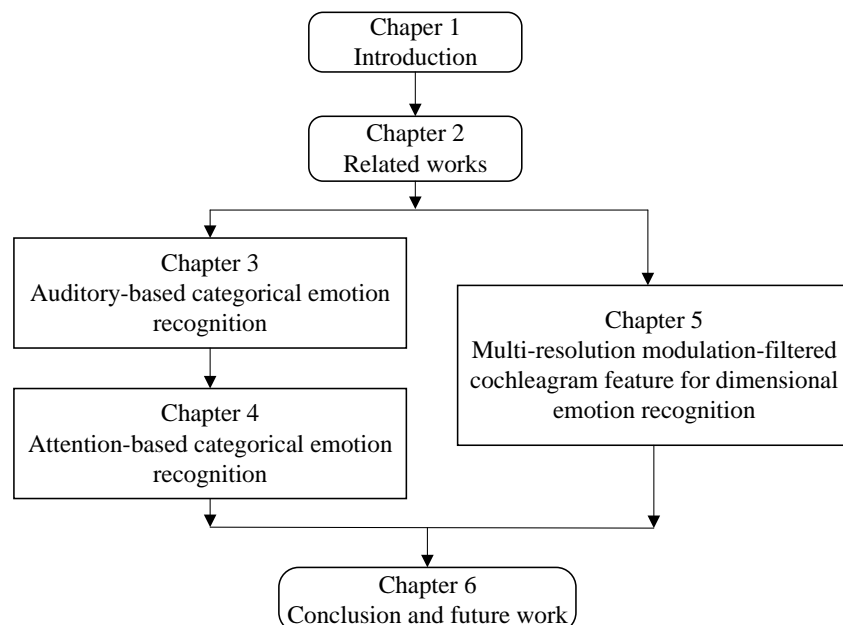 Chaper 1
Introduction
Chapter 2
Related works
Chapter 3
Auditory-based categorical emotion
recognition
Chapter 4
Attention-based categorical emotion
recognition
Chapter 5
Multi-resolution modulation-filtered
cochleagram feature for dimensional
emotion recognition
Chapter 6
Conclusion and future work